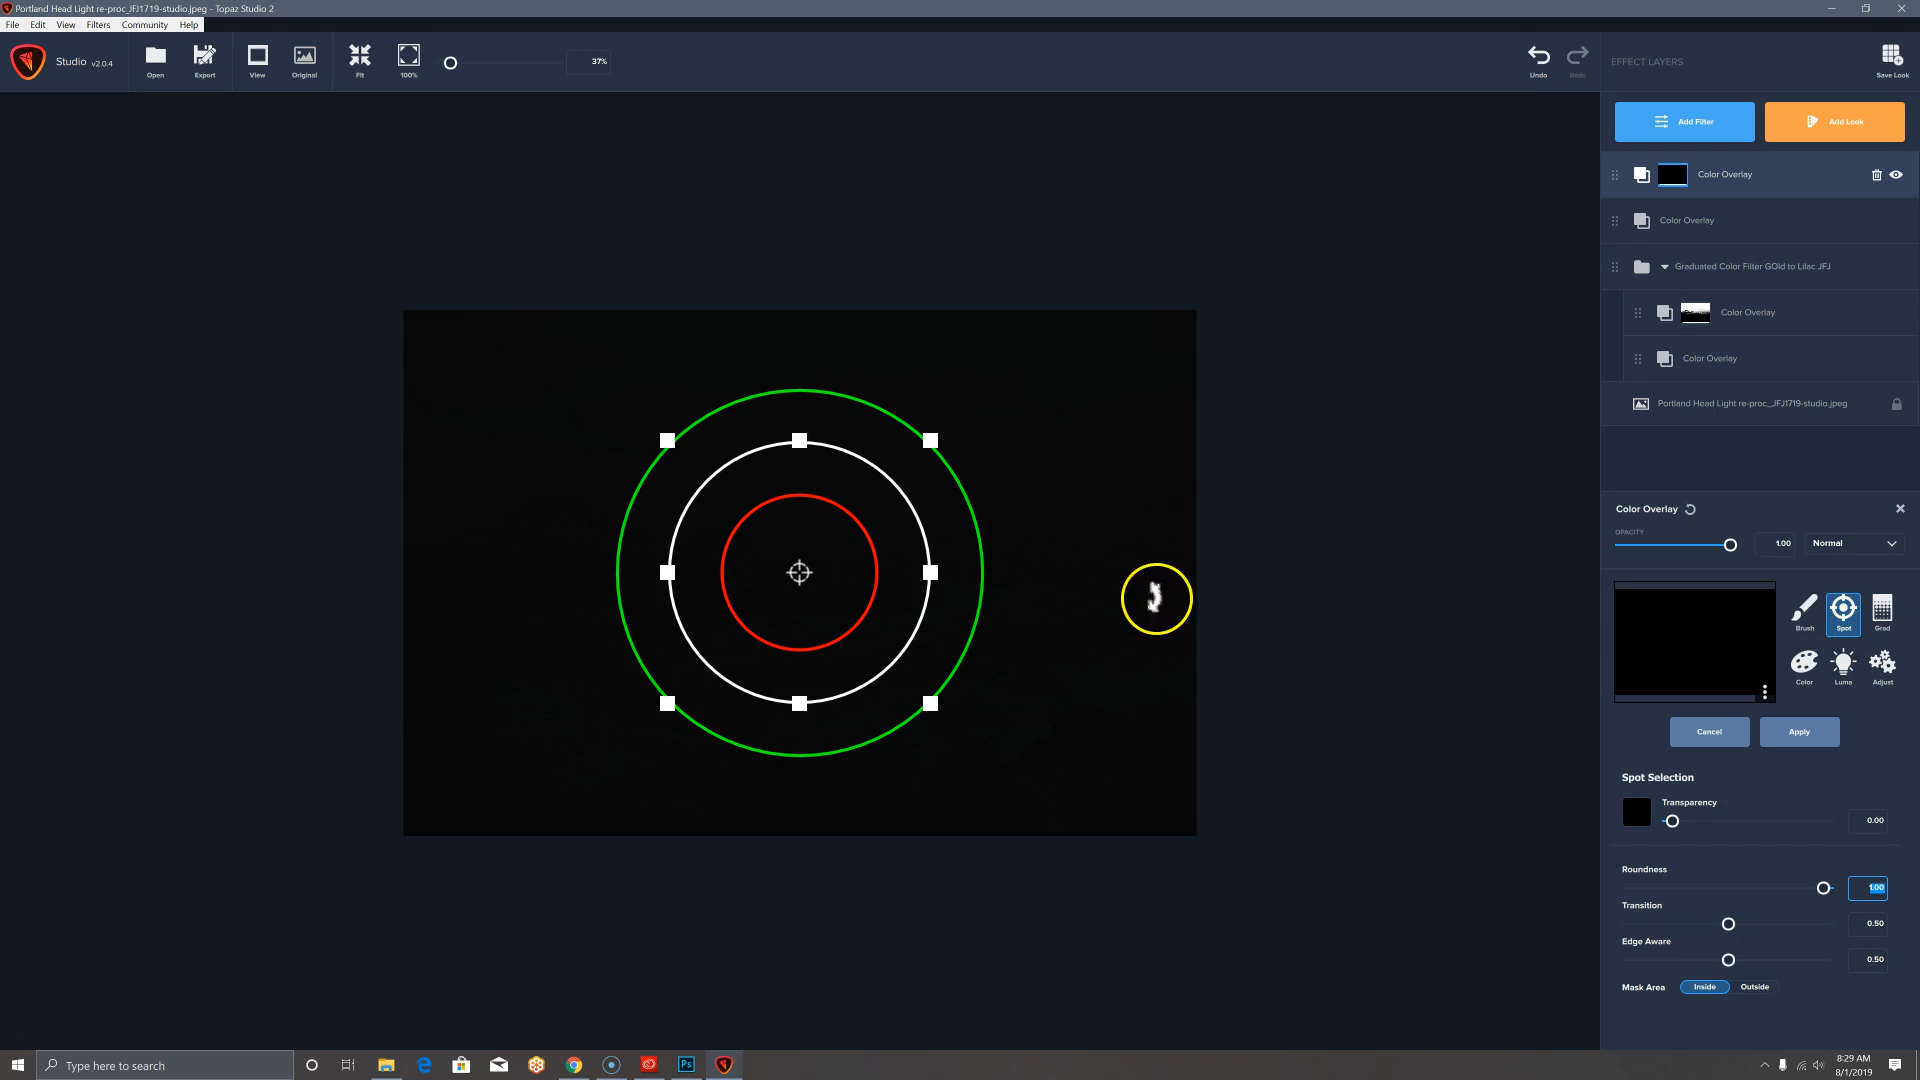 Portland Head Light re-proc_JFJ1719-studio.jpeg - Topaz Studio 2
File Edit View Filters Community Help
Studio v2.0.4
Open
Export
View
Original
Fit
100%
37%
Undo
Redo
EFFECT LAYERS
Save Look
Add Filter
Add Look
Color Overlay
Color Overlay
Graduated Color Filter GOld to Lilac JFJ
Color Overlay
Color Overlay
Portland Head Light re-proc_JFJ1719-studio.jpeg
Color Overlay
OPACITY
1.00
Normal
Brush
Spot
Grad
Color
Luma
Adjust
Cancel
Apply
Spot Selection
Transparency
0.00
Roundness
1.00
Transition
0.50
Edge Aware
0.50
Mask Area
Inside
Outside
Type here to search
Ps
8:29 AM
8/1/2019